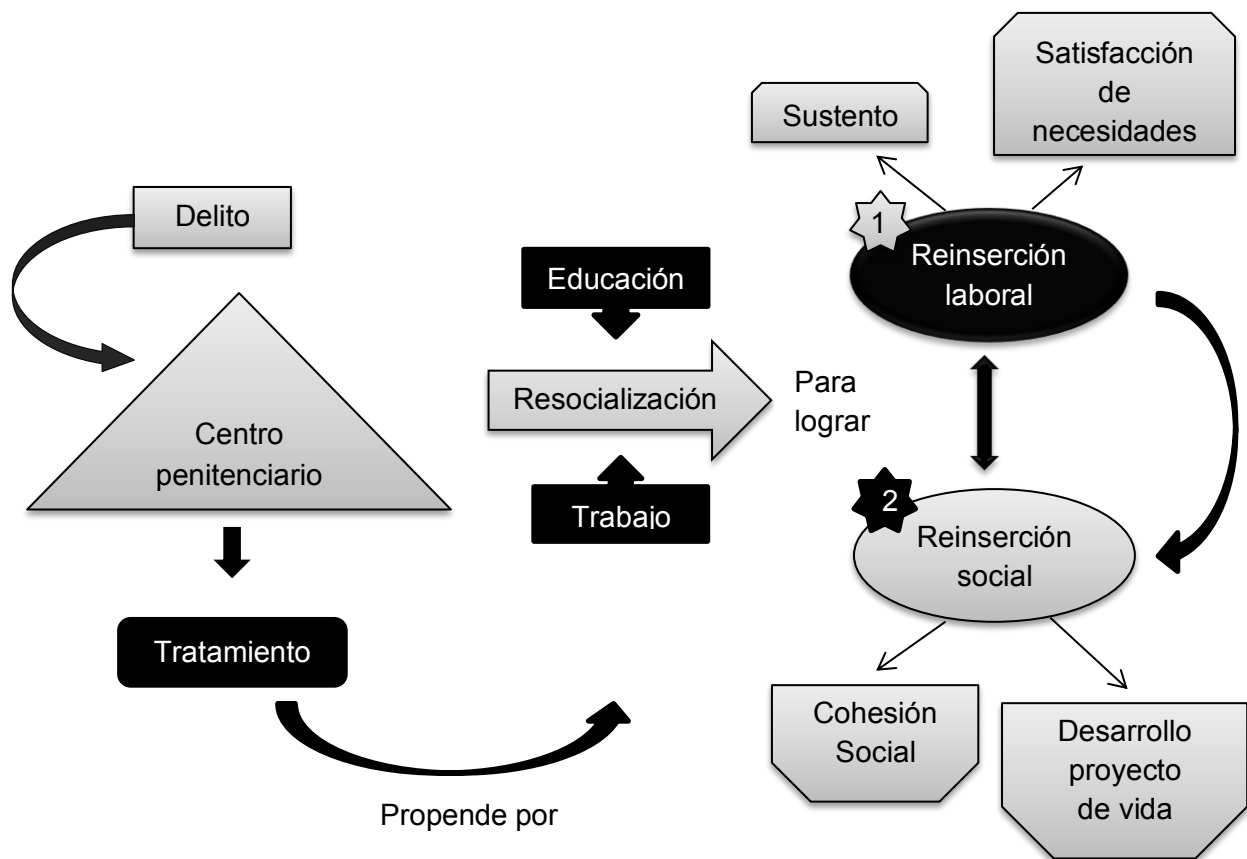 Delito
Centro
penitenciario
Tratamiento
Propende por
Educación
Resocialización
Trabajo
Para
lograr
Sustento
Satisfacción
de
necesidades
1
Reinserción
laboral
2
Reinserción
social
Cohesión
Social
Desarrollo
proyecto
de vida